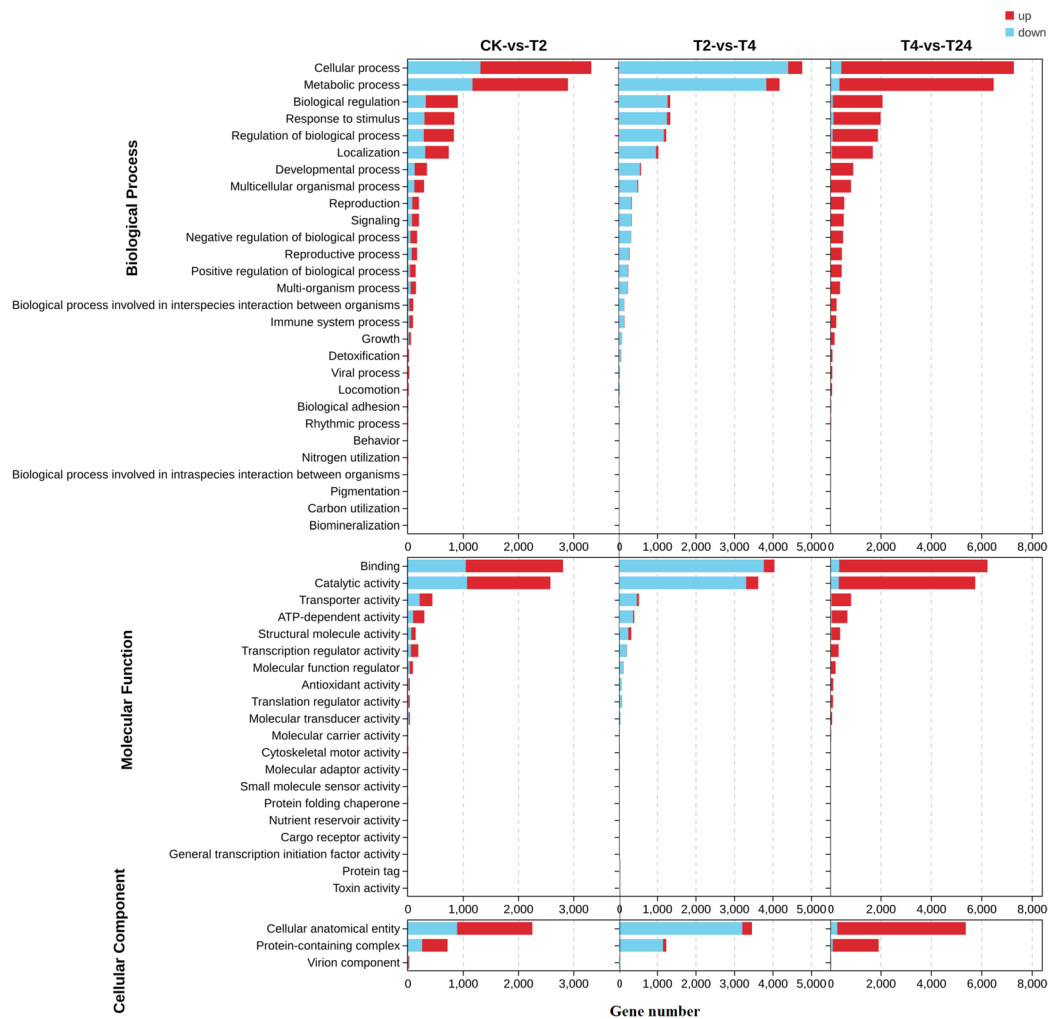 up
down
CK-vs-T2 T2-vs-T4 T4-vs-T24
Biological Process
Cellular process
Metabolic process
Biological regulation
Response to stimulus
Regulation of biological process
Localization
Developmental process
Multicellular organismal process
Reproduction
Signaling
Negative regulation of biological process
Reproductive process
Positive regulation of biological process
Multi-organism process
Biological process involved in interspecies interaction between organisms
Immune system process
Growth
Detoxification
Viral process
Locomotion
Biological adhesion
Rhythmic process
Behavior
Nitrogen utilization
Biological process involved in intraspecies interaction between organisms
Pigmentation
Carbon utilization
Biomineralization
0 1,000 2,000 3,000 0 1,000 2,000 3,000 4,000 5,000 0 2,000 4,000 6,000 8,000
Molecular Function
Binding
Catalytic activity
Transporter activity
ATP-dependent activity
Structural molecule activity
Transcription regulator activity
Molecular function regulator
Antioxidant activity
Translation regulator activity
Molecular transducer activity
Molecular carrier activity
Cytoskeletal motor activity
Molecular adaptor activity
Small molecule sensor activity
Protein folding chaperone
Nutrient reservoir activity
Cargo receptor activity
General transcription initiation factor activity
Protein tag
Toxin activity
0 1,000 2,000 3,000 0 1,000 2,000 3,000 4,000 5,000 0 2,000 4,000 6,000 8,000
Cellular Component
Cellular anatomical entity
Protein-containing complex
Virion component
0 1,000 2,000 3,000 0 1,000 2,000 3,000 4,000 5,000 0 2,000 4,000 6,000 8,000
Gene number